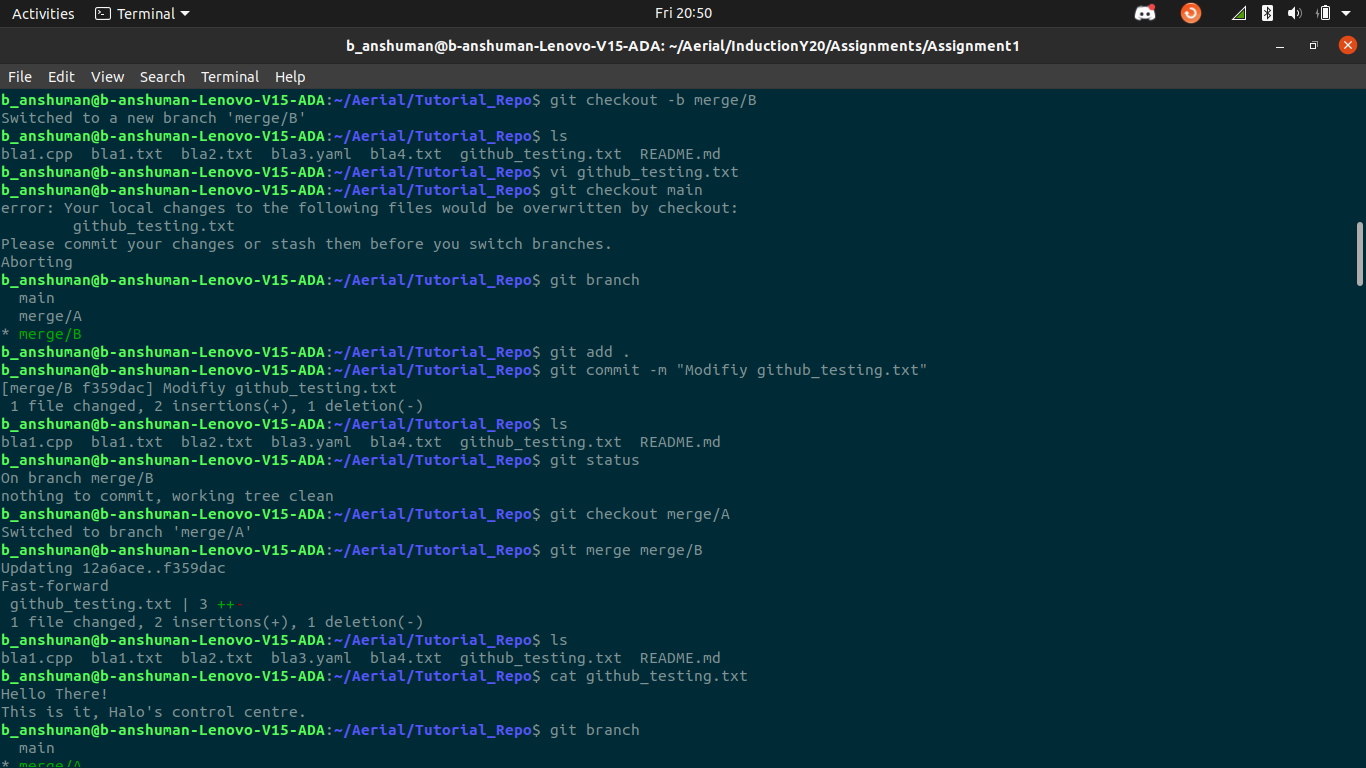 Activities Terminal Fri 20:50
b_anshuman@b-anshuman-Lenovo-V15-ADA: ~/Aerial/InductionY20/Assignments/Assignment1
File Edit View Search Terminal Help
b_anshuman@b-anshuman-Lenovo-V15-ADA:~/Aerial/Tutorial_Repo$ git checkout -b merge/B
Switched to a new branch 'merge/B'
b_anshuman@b-anshuman-Lenovo-V15-ADA:~/Aerial/Tutorial_Repo$ ls
bla1.cpp bla1.txt bla2.txt bla3.yaml bla4.txt github_testing.txt README.md
b_anshuman@b-anshuman-Lenovo-V15-ADA:~/Aerial/Tutorial_Repo$ vi github_testing.txt
b_anshuman@b-anshuman-Lenovo-V15-ADA:~/Aerial/Tutorial_Repo$ git checkout main
error: Your local changes to the following files would be overwritten by checkout:
github_testing.txt
Please commit your changes or stash them before you switch branches.
Aborting
b_anshuman@b-anshuman-Lenovo-V15-ADA:~/Aerial/Tutorial_Repo$ git branch
main
merge/A
* merge/B
b_anshuman@b-anshuman-Lenovo-V15-ADA:~/Aerial/Tutorial_Repo$ git add .
b_anshuman@b-anshuman-Lenovo-V15-ADA:~/Aerial/Tutorial_Repo$ git commit -m "Modifiy github_testing.txt"
[merge/B f359dac] Modifiy github_testing.txt
1 file changed, 2 insertions(+), 1 deletion(-)
b_anshuman@b-anshuman-Lenovo-V15-ADA:~/Aerial/Tutorial_Repo$ ls
bla1.cpp bla1.txt bla2.txt bla3.yaml bla4.txt github_testing.txt README.md
b_anshuman@b-anshuman-Lenovo-V15-ADA:~/Aerial/Tutorial_Repo$ git status
On branch merge/B
nothing to commit, working tree clean
b_anshuman@b-anshuman-Lenovo-V15-ADA:~/Aerial/Tutorial_Repo$ git checkout merge/A
Switched to branch 'merge/A'
b_anshuman@b-anshuman-Lenovo-V15-ADA:~/Aerial/Tutorial_Repo$ git merge merge/B
Updating 12a6ace..f359dac
Fast-forward
github_testing.txt | 3 ++-
1 file changed, 2 insertions(+), 1 deletion(-)
b_anshuman@b-anshuman-Lenovo-V15-ADA:~/Aerial/Tutorial_Repo$ ls
bla1.cpp bla1.txt bla2.txt bla3.yaml bla4.txt github_testing.txt README.md
b_anshuman@b-anshuman-Lenovo-V15-ADA:~/Aerial/Tutorial_Repo$ cat github_testing.txt
Hello There!
This is it, Halo's control centre.
b_anshuman@b-anshuman-Lenovo-V15-ADA:~/Aerial/Tutorial_Repo$ git branch
main
* merge/A